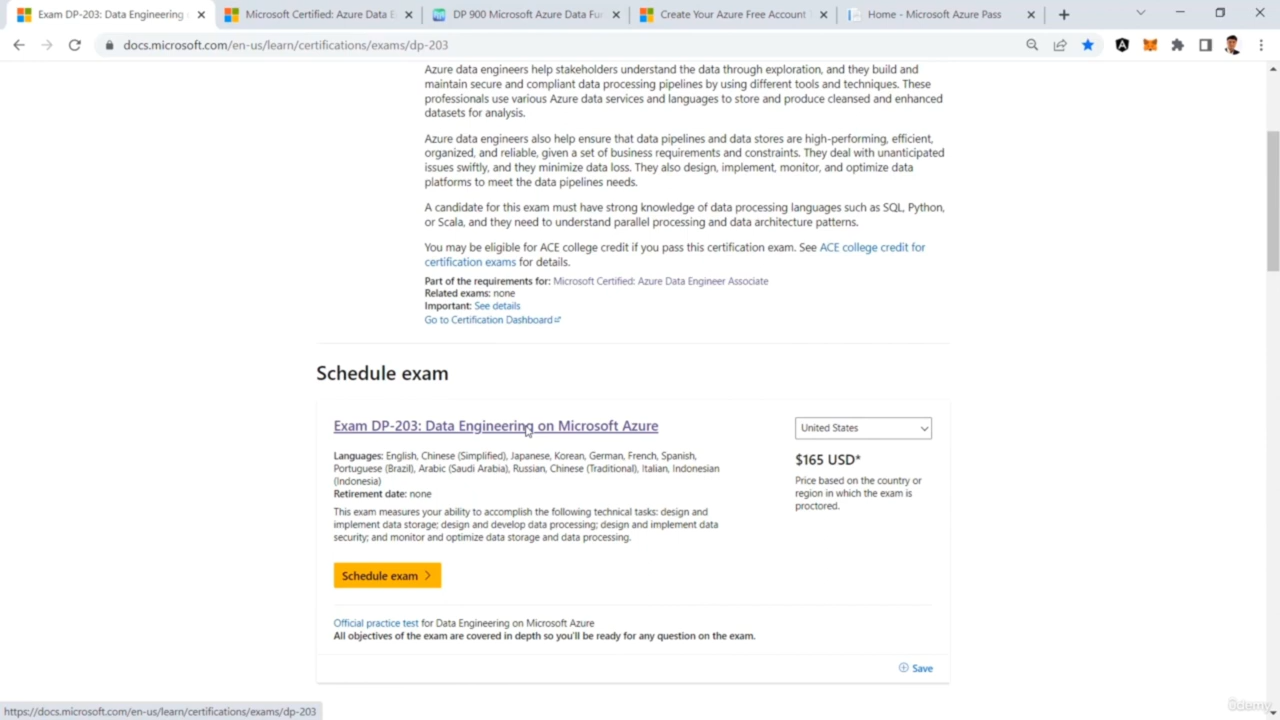 Exam DP-203: Data Engineering
Microsoft Certified: Azure Data E
DP 900 Microsoft Azure Data Fu
Create Your Azure Free Account
Home - Microsoft Azure Pass
docs.microsoft.com/en-us/learn/certifications/exams/dp-203
Azure data engineers help stakeholders understand the data through exploration, and they build and
maintain secure and compliant data processing pipelines by using different tools and techniques. These
professionals use various Azure data services and languages to store and produce cleansed and enhanced
datasets for analysis.
Azure data engineers also help ensure that data pipelines and data stores are high-performing, efficient,
organized, and reliable, given a set of business requirements and constraints. They deal with unanticipated
issues swiftly, and they minimize data loss. They also design, implement, monitor, and optimize data
platforms to meet the data pipelines needs.
A candidate for this exam must have strong knowledge of data processing languages such as SQL, Python,
or Scala, and they need to understand parallel processing and data architecture patterns.
You may be eligible for ACE college credit if you pass this certification exam. See ACE college credit for
certification exams for details.
Part of the requirements for: Microsoft Certified: Azure Data Engineer Associate
Related exams: none
Important: See details
Go to Certification Dashboard
Schedule exam
Exam DP-203: Data Engineering on Microsoft Azure
Languages: English, Chinese (Simplified), Japanese, Korean, German, French, Spanish,
Portuguese (Brazil), Arabic (Saudi Arabia), Russian, Chinese (Traditional), Italian, Indonesian
(Indonesia)
Retirement date: none
This exam measures your ability to accomplish the following technical tasks: design and
implement data storage; design and develop data processing; design and implement data
security; and monitor and optimize data storage and data processing.
United States
$165 USD*
Price based on the country or
region in which the exam is
proctored.
Schedule exam
Official practice test for Data Engineering on Microsoft Azure
All objectives of the exam are covered in depth so you'll be ready for any question on the exam.
Save
https://docs.microsoft.com/en-us/learn/certifications/exams/dp-203
ûdemy